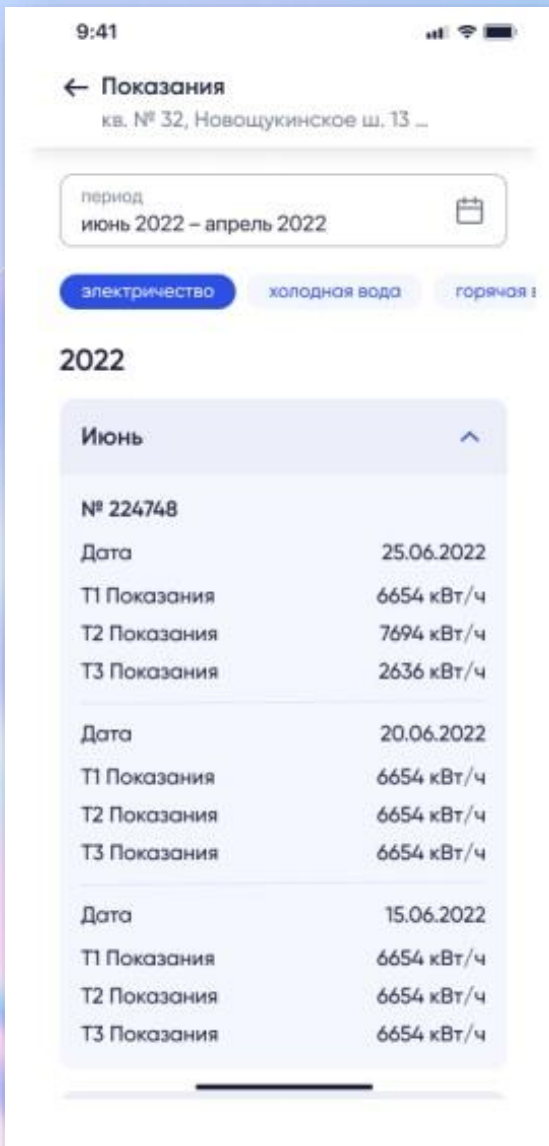 9:41
← Показания
кв. № 32, Новощукинское ш. 13 ...
период
июнь 2022 – апрель 2022
электричество холодная вода горячая в
2022
Июнь
№ 224748
Дата 25.06.2022
Т1 Показания 6654 кВт/ч
Т2 Показания 7694 кВт/ч
Т3 Показания 2636 кВт/ч
Дата 20.06.2022
Т1 Показания 6654 кВт/ч
Т2 Показания 6654 кВт/ч
Т3 Показания 6654 кВт/ч
Дата 15.06.2022
Т1 Показания 6654 кВт/ч
Т2 Показания 6654 кВт/ч
Т3 Показания 6654 кВт/ч